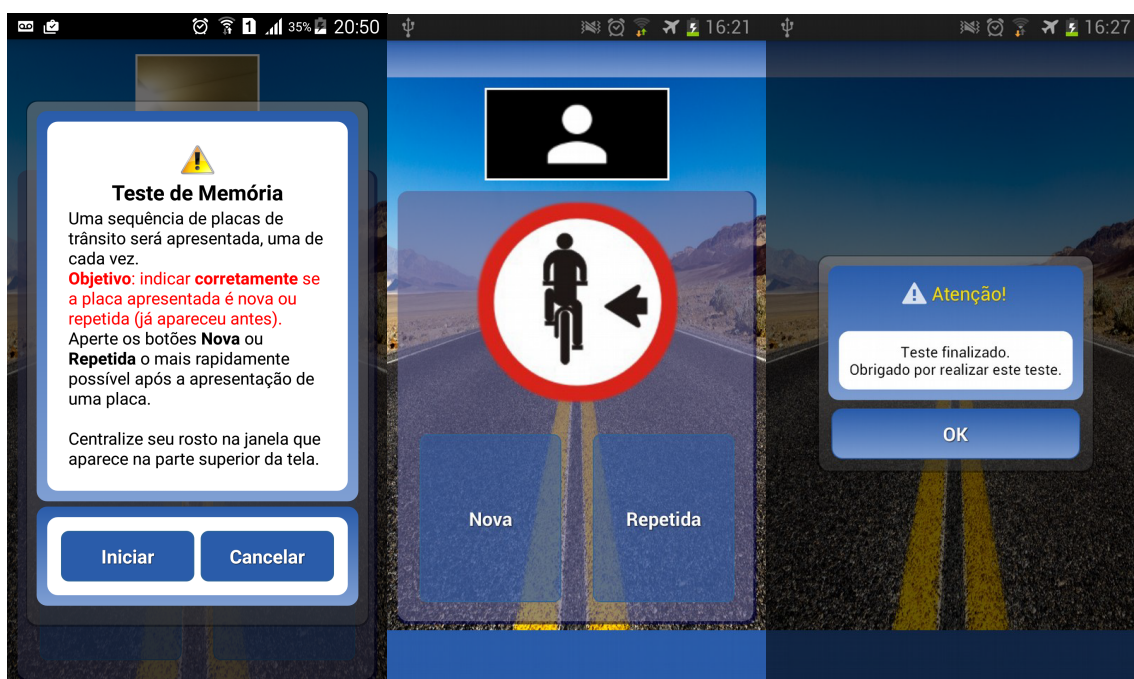 1 35% 20:50
Teste de Memória
Uma sequência de placas de
trânsito será apresentada, uma de
cada vez.
Objetivo: indicar corretamente se
a placa apresentada é nova ou
repetida (já apareceu antes).
Aperte os botões Nova ou
Repetida o mais rapidamente
possível após a apresentação de
uma placa.
Centralize seu rosto na janela que
aparece na parte superior da tela.
Iniciar
Cancelar
16:21
Nova
Repetida
16:27
Atenção!
Teste finalizado.
Obrigado por realizar este teste.
OK